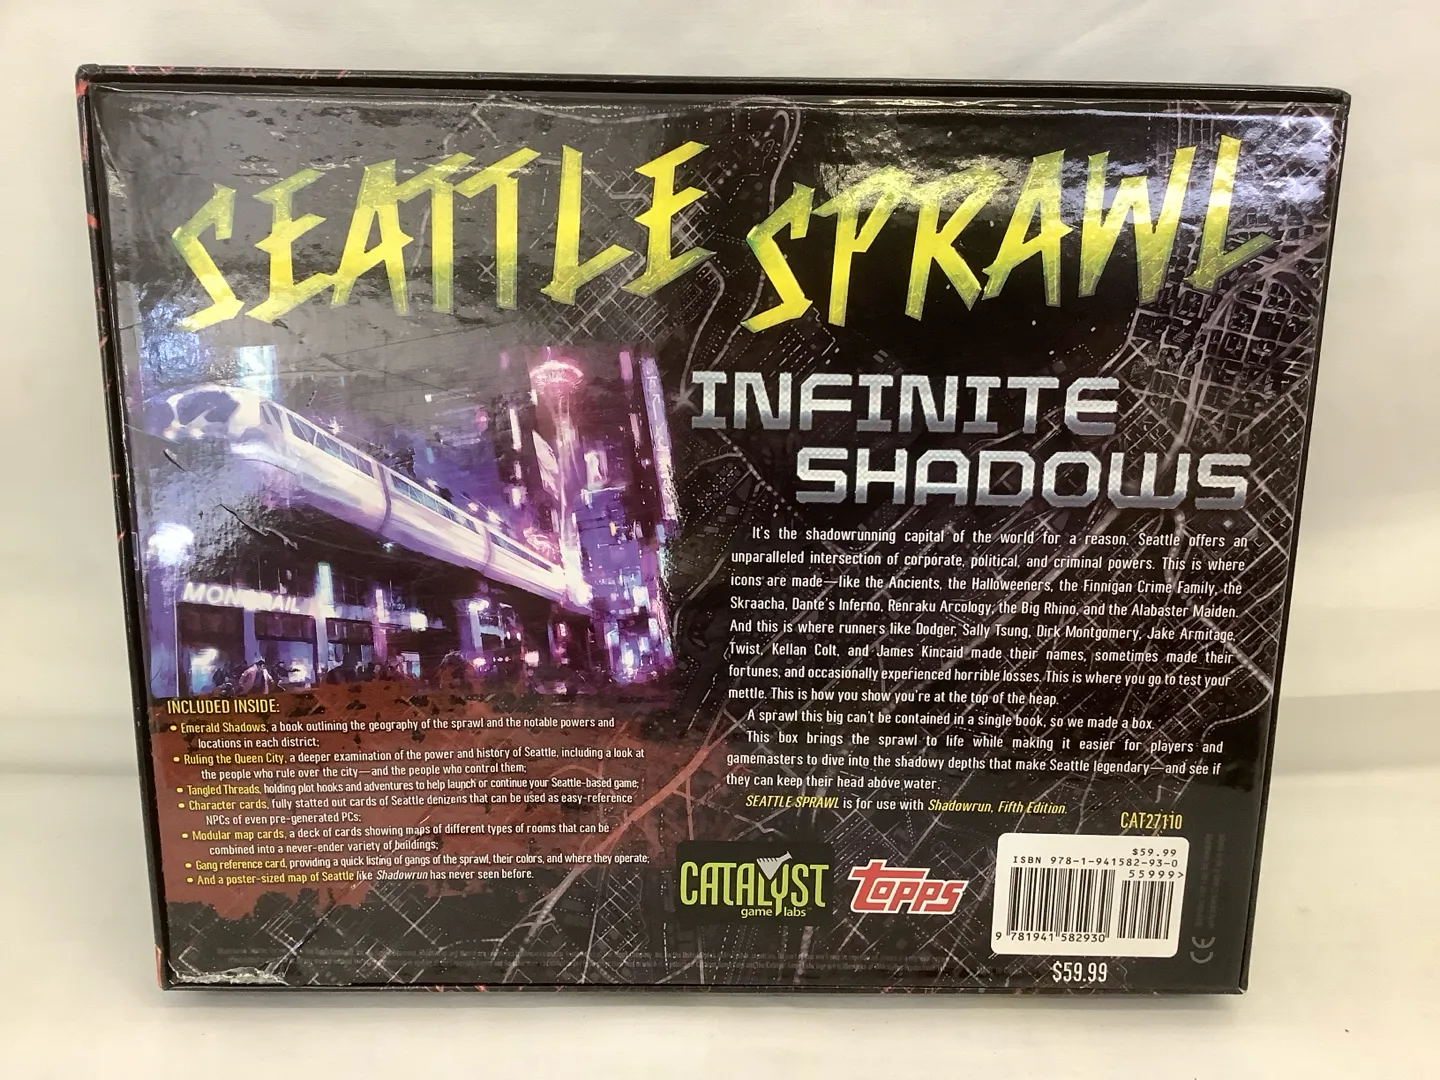 SEATTLE SPRAWL
INFINITE
SHADOWS
It's the shadowrunning capital of the world for a reason. Seattle offers an
unparalleled intersection of corporate, political, and criminal powers. This is where
icons are made—like the Ancients, the Halloweeners, the Finnigan Crime Family, the
Skraacha, Dante's Inferno, Renraku Arcology, the Big Rhino, and the Alabaster Maiden.
And this is where runners like Dodger, Sally Tsung, Dirk Montgomery, Jake Armitage,
Twist, Kellan Colt, and James Kincaid made their names, sometimes made their
fortunes, and occasionally experienced horrible losses. This is where you go to test your
mettle. This is how you show you're at the top of the heap.
A sprawl this big can't be contained in a single book, so we made a box.
This box brings the sprawl to life while making it easier for players and
gamemasters to dive into the shadowy depths that make Seattle legendary—and see if
they can keep their head above water.
SEATTLE SPRAWL is for use with Shadowrun, Fifth Edition.
MONORAIL
INCLUDED INSIDE:
• Emerald Shadows, a book outlining the geography of the sprawl and the notable powers and
locations in each district;
• Ruling the Queen City, a deeper examination of the power and history of Seattle, including a look at
the people who rule over the city—and the people who control them;
• Tangled Threads, holding plot hooks and adventures to help launch or continue your Seattle-based game;
• Character cards, fully statted out cards of Seattle denizens that can be used as easy-reference
NPCs of even pre-generated PCs;
• Modular map cards, a deck of cards showing maps of different types of rooms that can be
combined into a never-ender variety of buildings;
• Gang reference card, providing a quick listing of gangs of the sprawl, their colors, and where they operate;
• And a poster-sized map of Seattle like Shadowrun has never seen before.
CATALYST
game labs
topps
CAT27110
$59.99
ISBN 978-1-941582-93-0
55999>
9 781941 582930
$59.99
CE